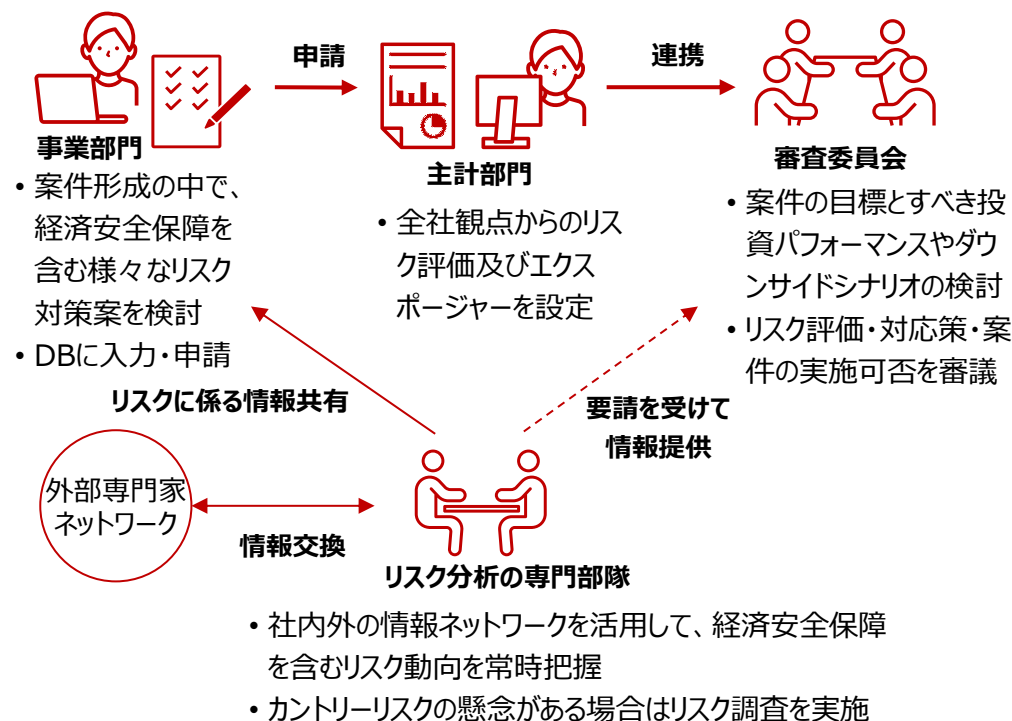 申請
連携
事業部門
• 案件形成の中で、
経済安全保障を
含む様々なリスク
対策案を検討
• DBに入力・申請
主計部門
• 全社観点からのリス
ク評価及びエクス
ポージャーを設定
審査委員会
• 案件の目標とすべき投
資パフォーマンスやダウ
ンサイドシナリオの検討
• リスク評価・対応策・案
件の実施可否を審議
リスクに係る情報共有
要請を受けて
情報提供
外部専門家
ネットワーク
情報交換
リスク分析の専門部隊
• 社内外の情報ネットワークを活用して、経済安全保障
を含むリスク動向を常時把握
• カントリーリスクの懸念がある場合はリスク調査を実施